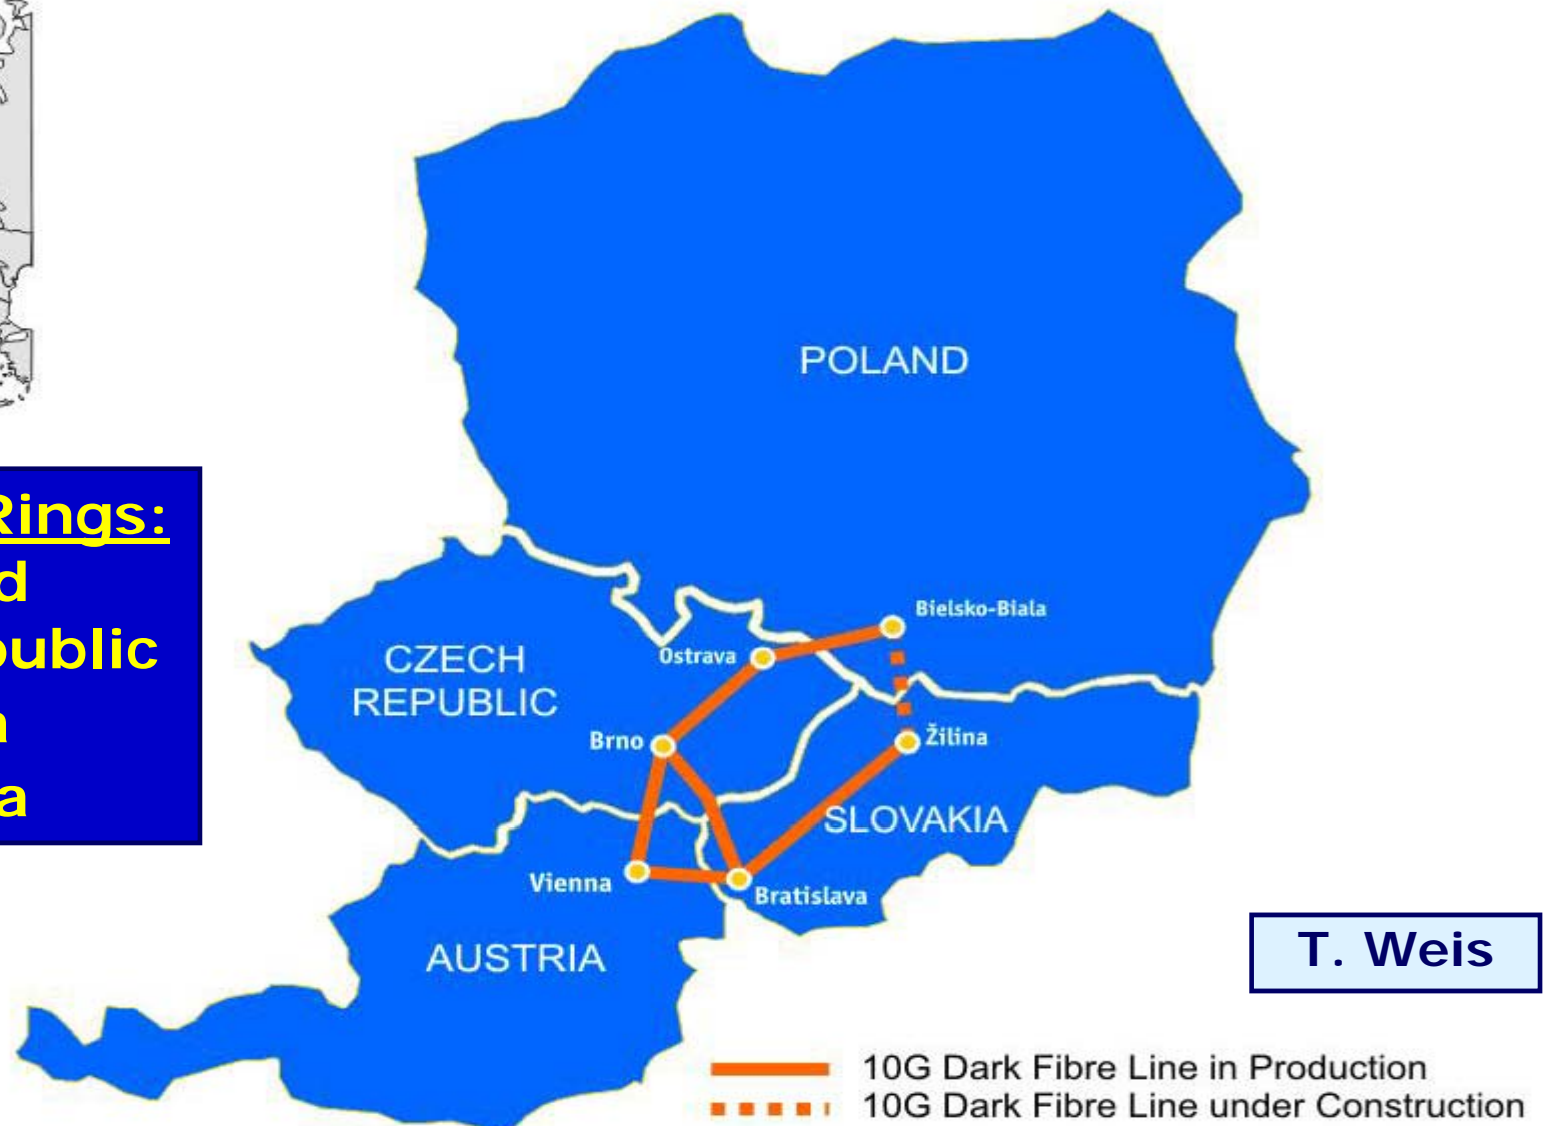 POLAND
Rings:
Bielsko-Biala
CZECH
REPUBLIC
Ostrava
Brno
Žilina
SLOVAKIA
Vienna
Bratislava
AUSTRIA
T. Weis
10G Dark Fibre Line in Production
10G Dark Fibre Line under Construction